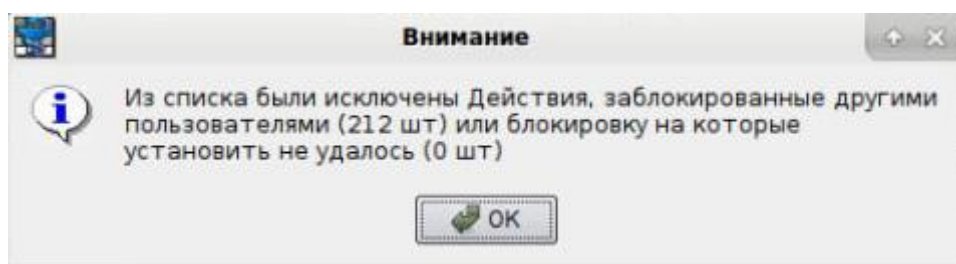 Внимание
Из списка были исключены Действия, заблокированные другими
пользователями (212 шт) или блокировку на которые
установить не удалось (0 шт)
OK